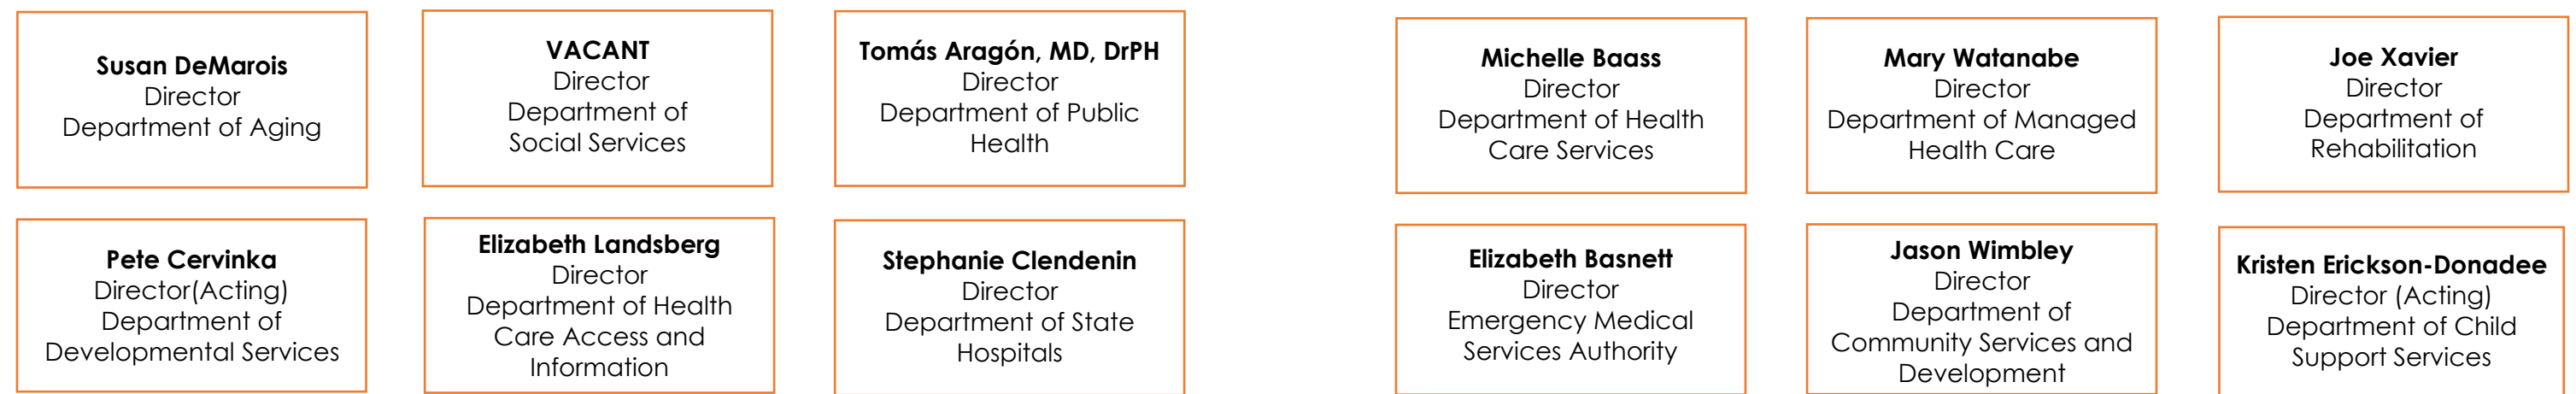 Susan DeMarois
Director
Department of Aging
VACANT
Director
Department of
Social Services
Tomás Aragón, MD, DrPH
Director
Department of Public
Health
Michelle Baass
Director
Department of Health
Care Services
Mary Watanabe
Director
Department of Managed
Health Care
Joe Xavier
Director
Department of
Rehabilitation
Pete Cervinka
Director(Acting)
Department of
Developmental Services
Elizabeth Landsberg
Director
Department of Health
Care Access and
Information
Stephanie Clendenin
Director
Department of State
Hospitals
Elizabeth Basnett
Director
Emergency Medical
Services Authority
Jason Wimbley
Director
Department of
Community Services and
Development
Kristen Erickson-Donadee
Director (Acting)
Department of Child
Support Services